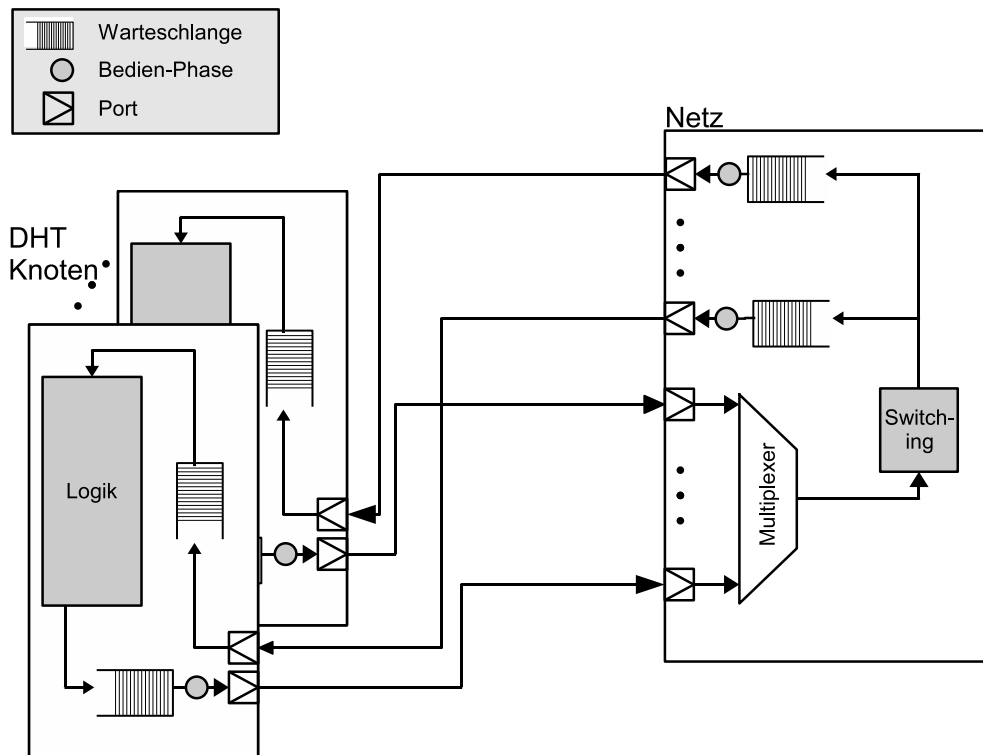 Warteschlange
Bedien-Phase
Port
Netz
DHT
Knoten
Switch-
ing
Logik
Multiplexer